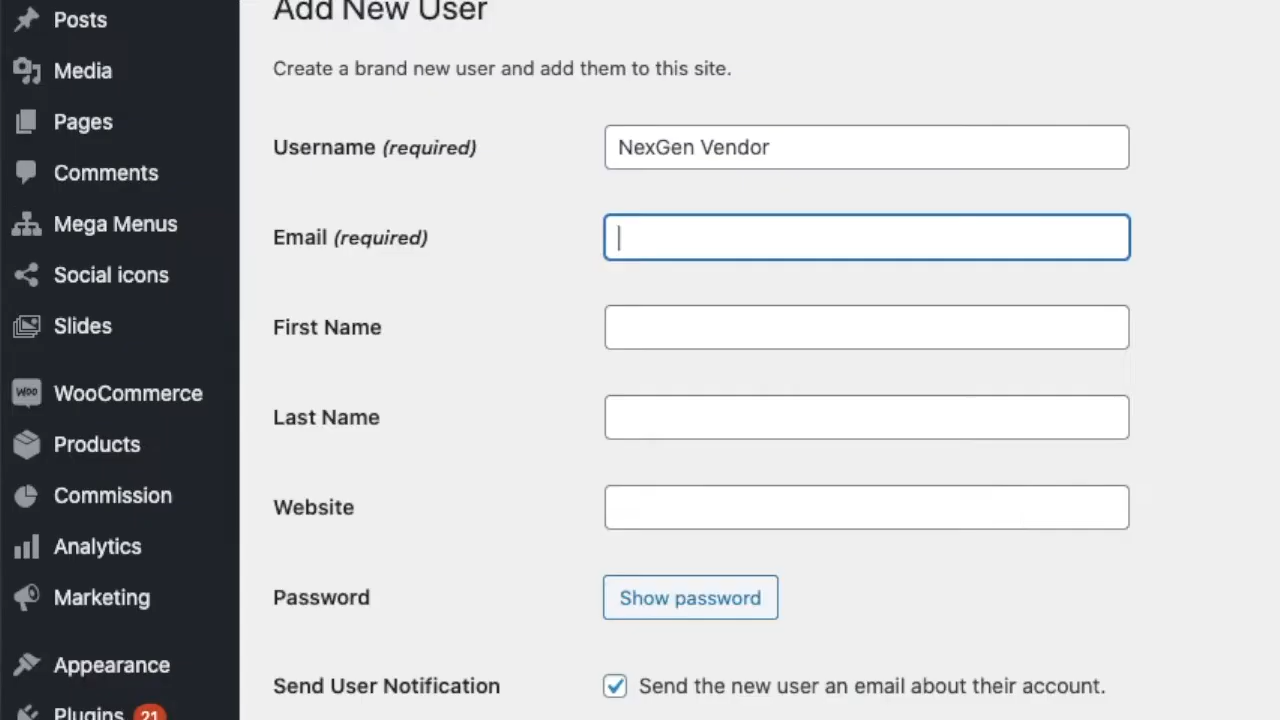 Posts
Media
Pages
Comments
Mega Menus
Social icons
Slides
WOO WooCommerce
Products
Commission
Analytics
Marketing
Appearance
Plugins 21
Add New User
Create a brand new user and add them to this site.
Username (required) NexGen Vendor
Email (required)
First Name
Last Name
Website
Password Show password
Send User Notification Send the new user an email about their account.